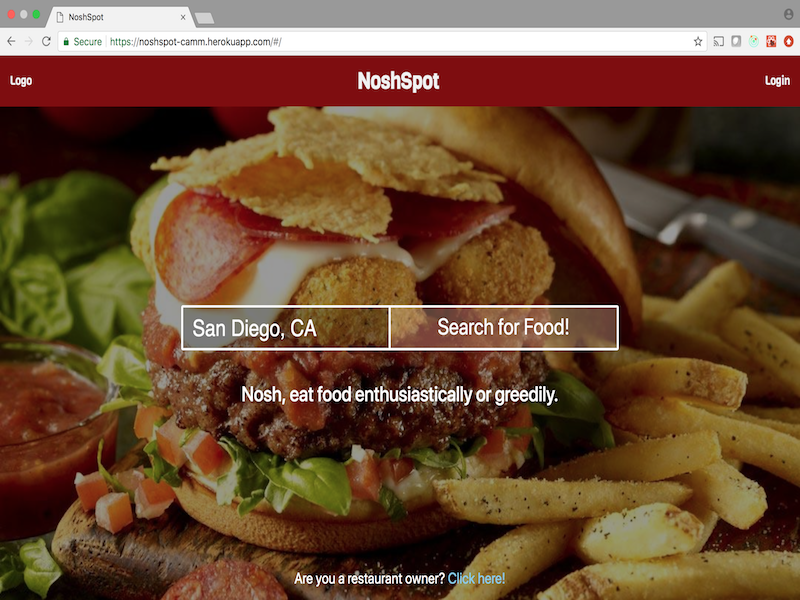 NoshSpot
Secure https://noshspot-camm.herokuapp.com/#/
Logo
NoshSpot
Login
San Diego, CA
Search for Food!
Nosh, eat food enthusiastically or greedily.
Are you a restaurant owner? Click here!